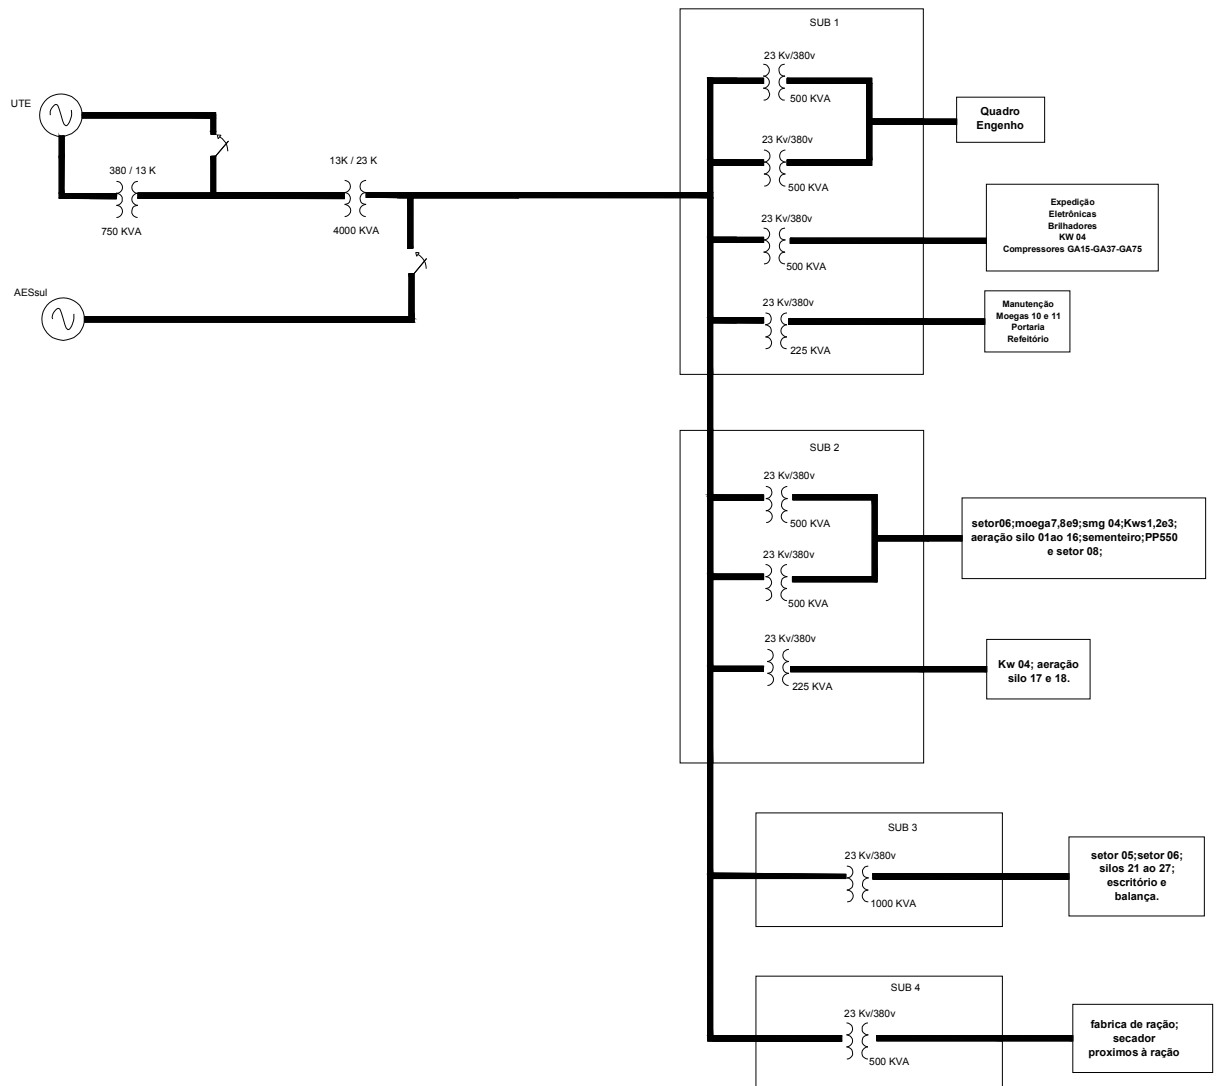 UTE
380 / 13 K
750 KVA
13K / 23 K
4000 KVA
AESsul
SUB 1
23 Kv/380v
500 KVA
23 Kv/380v
500 KVA
Quadro
Engenho
23 Kv/380v
500 KVA
Expedição
Eletrônicas
Brilhadores
KW 04
Compressores GA15-GA37-GA75
23 Kv/380v
225 KVA
Manutenção
Moegas 10 e 11
Portaria
Refeitório
SUB 2
23 Kv/380v
500 KVA
23 Kv/380v
500 KVA
setor06;moega7,8e9;smg 04;Kws1,2e3;
aeração silo 01ao 16;sementeiro;PP550
e setor 08;
23 Kv/380v
225 KVA
Kw 04; aeração
silo 17 e 18.
SUB 3
23 Kv/380v
1000 KVA
setor 05;setor 06;
silos 21 ao 27;
escritório e
balança.
SUB 4
23 Kv/380v
500 KVA
fabrica de ração;
secador
proximos à ração